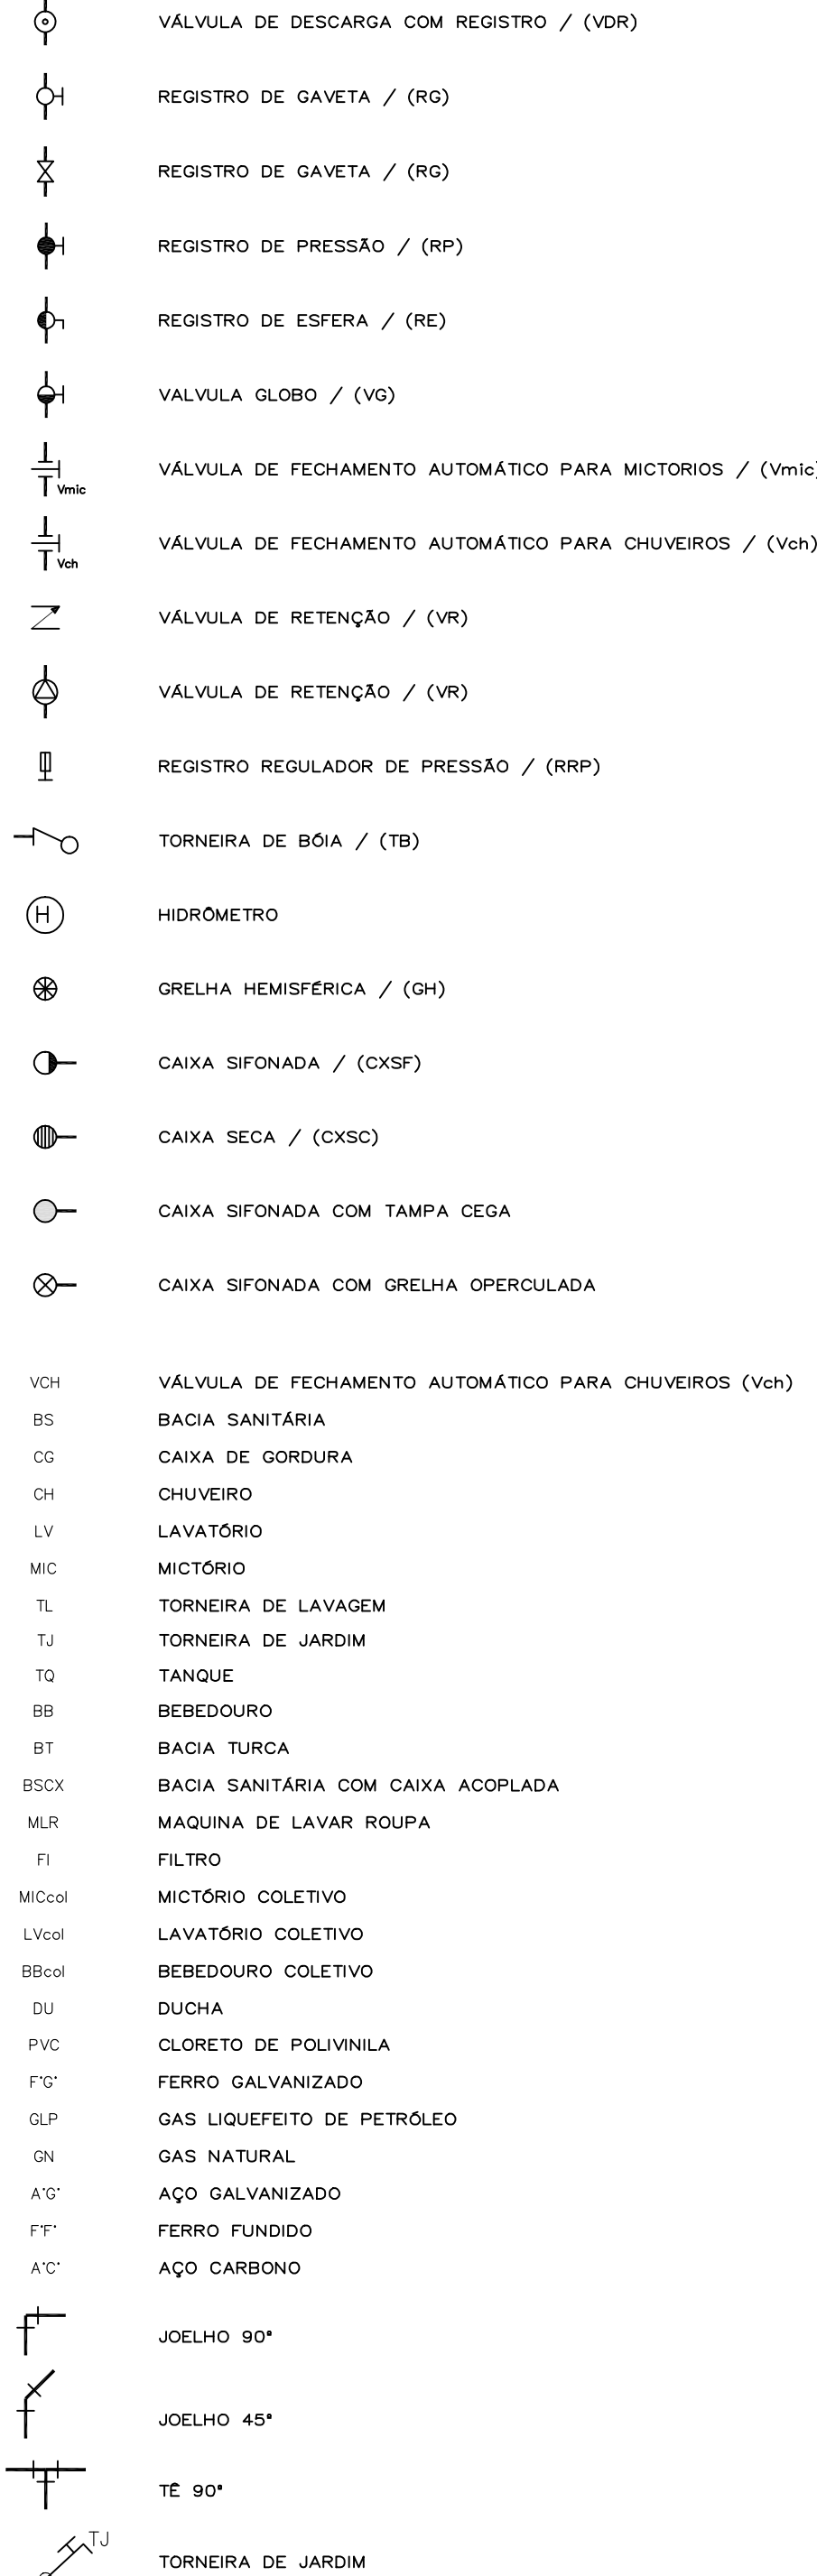 VÁLVULA DE DESCARGA COM REGISTRO / (VDR)
REGISTRO DE GAVETA / (RG)
REGISTRO DE GAVETA / (RG)
REGISTRO DE PRESSÃO / (RP)
REGISTRO DE ESFERA / (RE)
VALVULA GLOBO / (VG)
VÁLVULA DE FECHAMENTO AUTOMÁTICO PARA MICTORIOS / (Vmic)
Vmic
VÁLVULA DE FECHAMENTO AUTOMÁTICO PARA CHUVEIROS / (Vch)
Vch
VÁLVULA DE RETENÇÃO / (VR)
VÁLVULA DE RETENÇÃO / (VR)
REGISTRO REGULADOR DE PRESSÃO / (RRP)
TORNEIRA DE BÓIA / (TB)
H HIDRÔMETRO
GRELHA HEMISFÉRICA / (GH)
CAIXA SIFONADA / (CXSF)
CAIXA SECA / (CXSC)
CAIXA SIFONADA COM TAMPA CEGA
CAIXA SIFONADA COM GRELHA OPERCULADA
VCH VÁLVULA DE FECHAMENTO AUTOMÁTICO PARA CHUVEIROS (Vch)
BS BACIA SANITÁRIA
CG CAIXA DE GORDURA
CH CHUVEIRO
LV LAVATÓRIO
MIC MICTÓRIO
TL TORNEIRA DE LAVAGEM
TJ TORNEIRA DE JARDIM
TQ TANQUE
BB BEBEDOURO
BT BACIA TURCA
BSCX BACIA SANITÁRIA COM CAIXA ACOPLADA
MLR MAQUINA DE LAVAR ROUPA
FI FILTRO
MICcol MICTÓRIO COLETIVO
LVcol LAVATÓRIO COLETIVO
BBcol BEBEDOURO COLETIVO
DU DUCHA
PVC CLORETO DE POLIVINILA
F°G° FERRO GALVANIZADO
GLP GAS LIQUEFEITO DE PETRÓLEO
GN GAS NATURAL
A°G° AÇO GALVANIZADO
F°F° FERRO FUNDIDO
A°C° AÇO CARBONO
JOELHO 90°
JOELHO 45°
TÊ 90°
TJ
TORNEIRA DE JARDIM